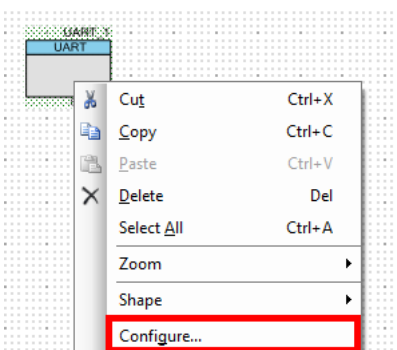 UART_1
UART
Cut Ctrl+X
Copy Ctrl+C
Paste Ctrl+V
Delete Del
Select All Ctrl+A
Zoom
Shape
Configure...